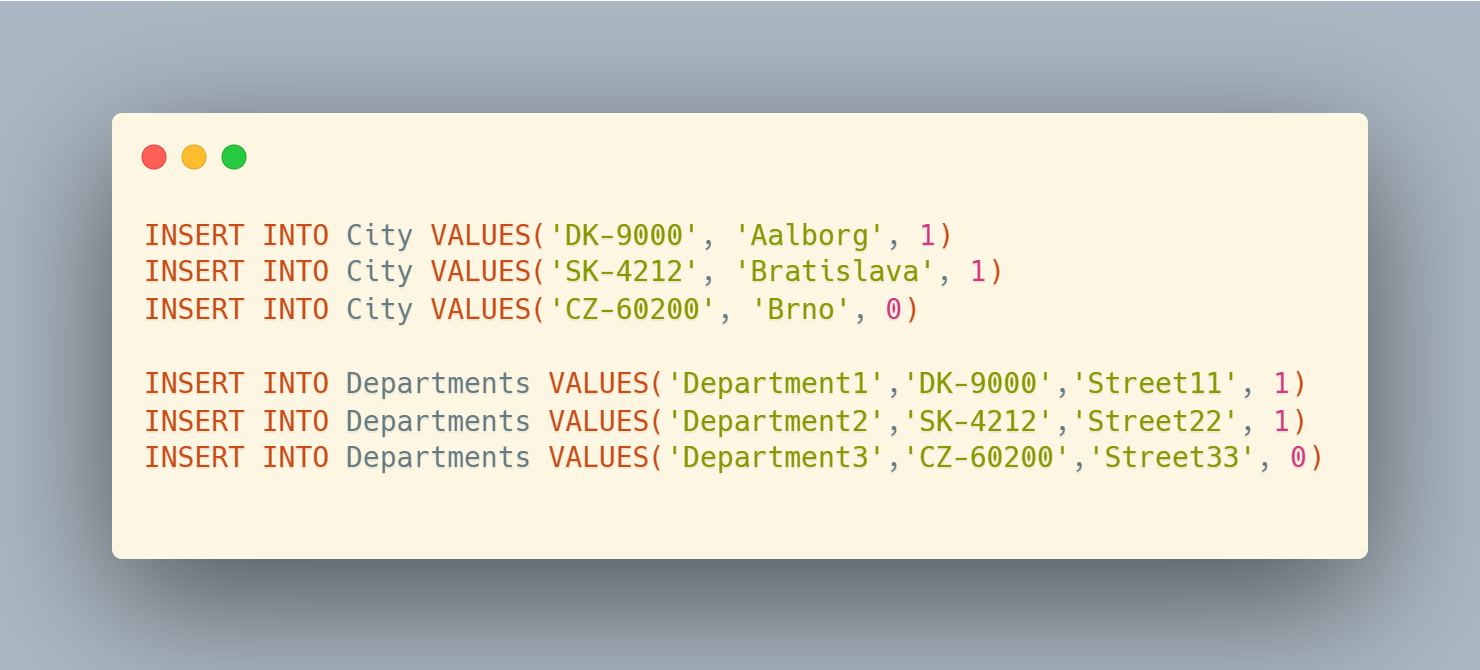 INSERT INTO City VALUES('DK-9000', 'Aalborg', 1)
INSERT INTO City VALUES('SK-4212', 'Bratislava', 1)
INSERT INTO City VALUES('CZ-60200', 'Brno', 0)
INSERT INTO Departments VALUES('Department1','DK-9000','Street11', 1)
INSERT INTO Departments VALUES('Department2','SK-4212','Street22', 1)
INSERT INTO Departments VALUES('Department3','CZ-60200','Street33', 0)